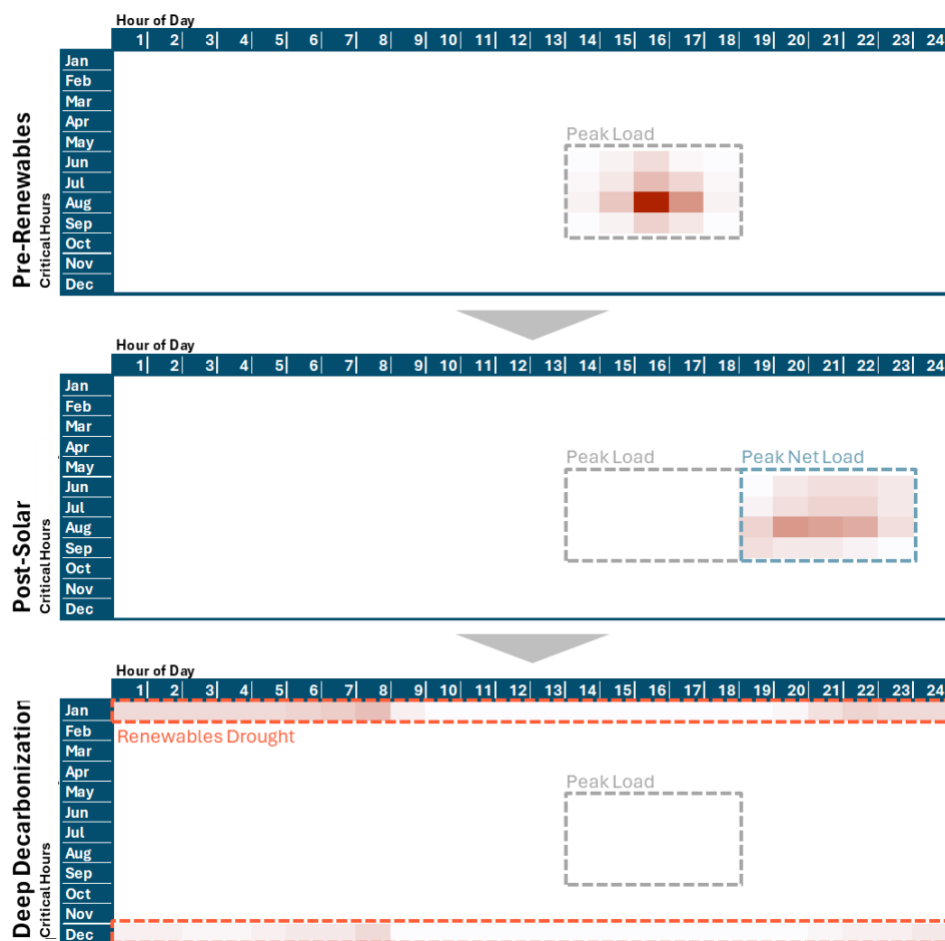 Hour of Day
1 2 3 4 5 6 7 8 9 10 11 12 13 14 15 16 17 18 19 20 21 22 23 24
Pre-Renewables
Critical Hours
Jan
Feb
Mar
Apr
May
Jun
Jul
Aug
Sep
Oct
Nov
Dec
Peak Load
Hour of Day
1 2 3 4 5 6 7 8 9 10 11 12 13 14 15 16 17 18 19 20 21 22 23 24
Post-Solar
Critical Hours
Jan
Feb
Mar
Apr
May
Jun
Jul
Aug
Sep
Oct
Nov
Dec
Peak Load
Peak Net Load
Hour of Day
1 2 3 4 5 6 7 8 9 10 11 12 13 14 15 16 17 18 19 20 21 22 23 24
Deep Decarbonization
Critical Hours
Jan
Feb
Mar
Apr
May
Jun
Jul
Aug
Sep
Oct
Nov
Dec
Renewables Drought
Peak Load